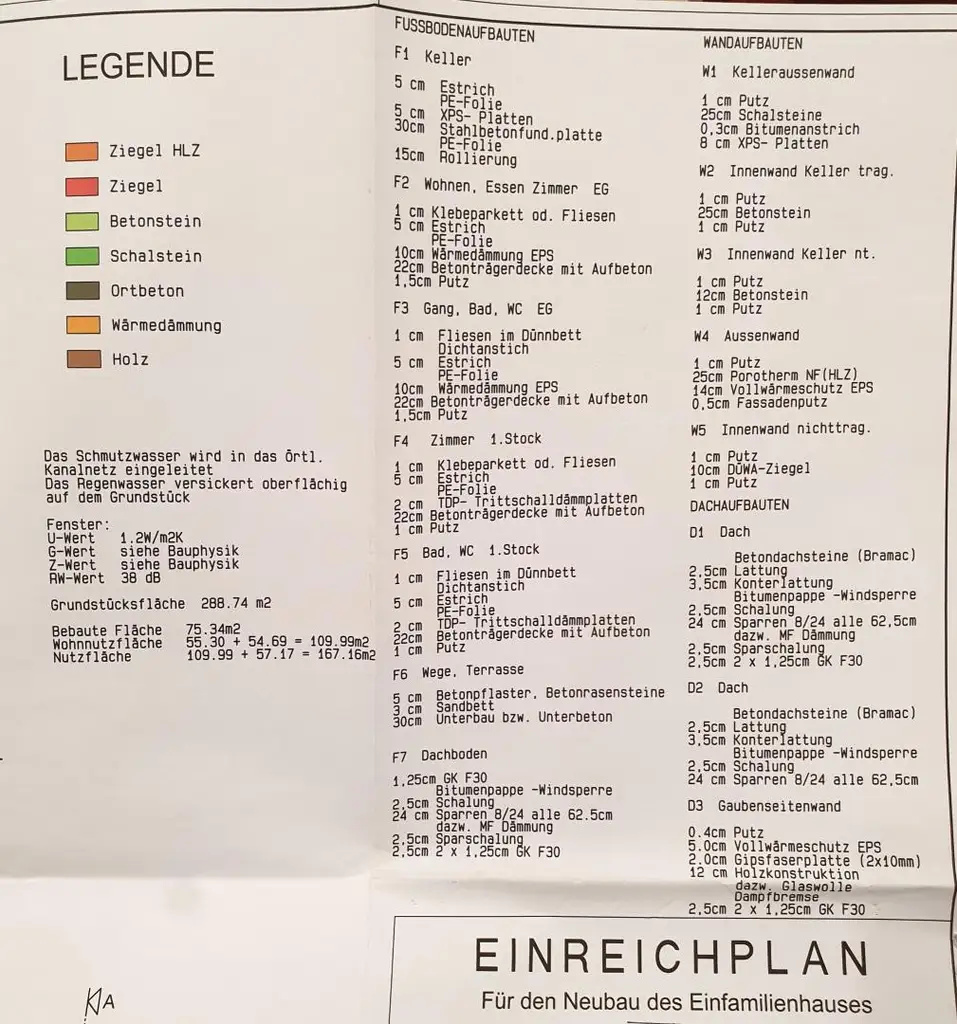 LEGENDE
Ziegel HLZ
Ziegel
Betonstein
Schalstein
Ortbeton
Wärmedämmung
Holz
Das Schmutzwasser wird in das örtl.
Kanalnetz eingeleitet
Das Regenwasser versickert oberflächig
auf dem Grundstück
Fenster:
U-Wert 1.2W/m2K
G-Wert siehe Bauphysik
Z-Wert siehe Bauphysik
RW-Wert 38 dB
Grundstücksfläche 288.74 m2
Bebaute Fläche 75.34m2
Wohnnutzfläche 55.30 + 54.69 = 109.99m2
Nutzfläche 109.99 + 57.17 = 167.16m2
FUSSBODENAUFBAUTEN
F1 Keller
5 cm Estrich
PE-Folie
5 cm XPS- Platten
30cm Stahlbetonfund.platte
PE-Folie
15cm Rollierung
F2 Wohnen, Essen Zimmer EG
1 cm Klebeparkett od. Fliesen
5 cm Estrich
PE-Folie
10cm Wärmedämmung EPS
22cm Betonträgerdecke mit Aufbeton
1,5cm Putz
F3 Gang, Bad, WC EG
1 cm Fliesen im Dünnbett
Dichtanstich
5 cm Estrich
PE-Folie
10cm Wärmedämmung EPS
22cm Betonträgerdecke mit Aufbeton
1,5cm Putz
F4 Zimmer 1.Stock
1 cm Klebeparkett od. Fliesen
5 cm Estrich
PE-Folie
2 cm TDP- Trittschalldämmplatten
22cm Betonträgerdecke mit Aufbeton
1 cm Putz
F5 Bad, WC 1.Stock
1 cm Fliesen im Dünnbett
Dichtanstich
5 cm Estrich
PE-Folie
2 cm TDP- Trittschalldämmplatten
22cm Betonträgerdecke mit Aufbeton
1 cm Putz
F6 Wege, Terrasse
5 cm Betonpflaster, Betonrasensteine
3 cm Sandbett
30cm Unterbau bzw. Unterbeton
F7 Dachboden
1,25cm GK F30
Bitumenpappe -Windsperre
2,5cm Schalung
24 cm Sparren 8/24 alle 62.5cm
dazw. MF Dämmung
2,5cm Sparschalung
2,5cm 2 x 1,25cm GK F30
WANDAUFBAUTEN
W1 Kelleraussenwand
1 cm Putz
25cm Schalsteine
0,3cm Bitumenanstrich
8 cm XPS- Platten
W2 Innenwand Keller trag.
1 cm Putz
25cm Betonstein
1 cm Putz
W3 Innenwand Keller nt.
1 cm Putz
12cm Betonstein
1 cm Putz
W4 Aussenwand
1 cm Putz
25cm Porotherm NF(HLZ)
14cm Vollwärmeschutz EPS
0,5cm Fassadenputz
W5 Innenwand nichttrag.
1 cm Putz
10cm DÜWA-Ziegel
1 cm Putz
DACHAUFBAUTEN
D1 Dach
Betondachsteine (Bramac)
2,5cm Lattung
3,5cm Konterlattung
Bitumenpappe -Windsperre
2,5cm Schalung
24 cm Sparren 8/24 alle 62,5cm
dazw. MF Dämmung
2,5cm Sparschalung
2,5cm 2 x 1,25cm GK F30
D2 Dach
Betondachsteine (Bramac)
2,5cm Lattung
3,5cm Konterlattung
Bitumenpappe -Windsperre
2,5cm Schalung
24 cm Sparren 8/24 alle 62,5cm
D3 Gaubenseitenwand
0.4cm Putz
5.0cm Vollwärmeschutz EPS
2.0cm Gipsfaserplatte (2x10mm)
12 cm Holzkonstruktion
dazw. Glaswolle
Dampfbremse
2,5cm 2 x 1,25cm GK F30
EINREICHPLAN
Für den Neubau des Einfamilienhauses